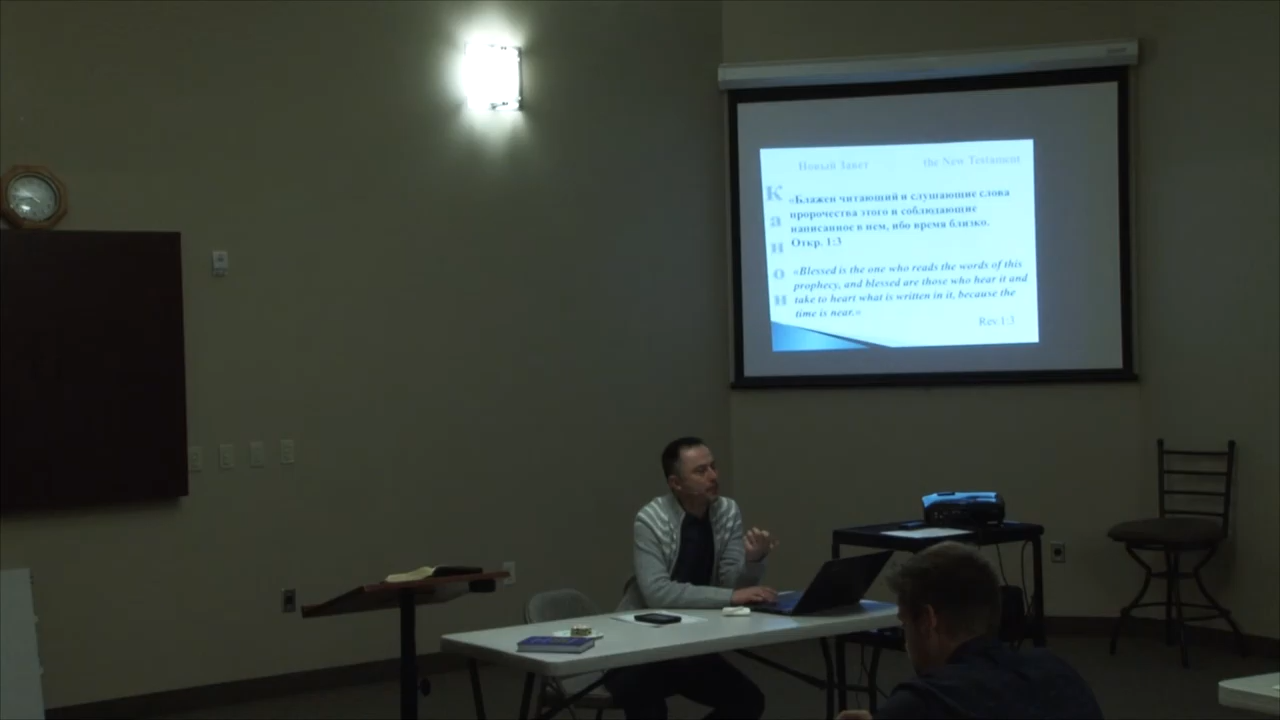 Новый Завет the New Testament
Канон
«Блажен читающий и слушающие слова
пророчества этого и соблюдающие
написанное в нем, ибо время близко.
Откр. 1:3
«Blessed is the one who reads the words of this
prophecy, and blessed are those who hear it and
take to heart what is written in it, because the
time is near.»
Rev 1:3